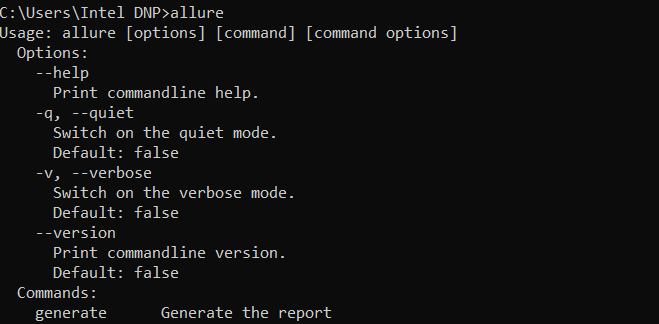 C:\Users\Intel DNP>allure
Usage: allure [options] [command] [command options]
  Options:
    --help
      Print commandline help.
    -q, --quiet
      Switch on the quiet mode.
      Default: false
    -v, --verbose
      Switch on the verbose mode.
      Default: false
    --version
      Print commandline version.
      Default: false
  Commands:
    generate      Generate the report